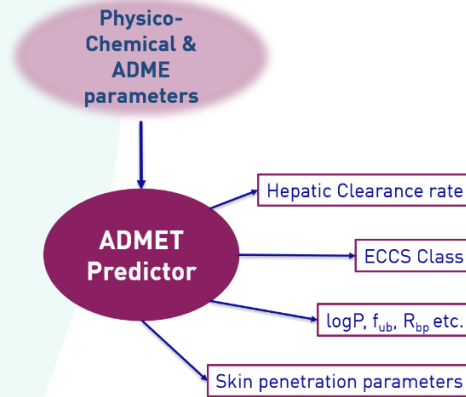 Physico-
Chemical &
ADME
parameters
Hepatic Clearance rate
ADMET
Predictor
ECCS Class
logP, fub, Rbp etc.
Skin penetration parameters